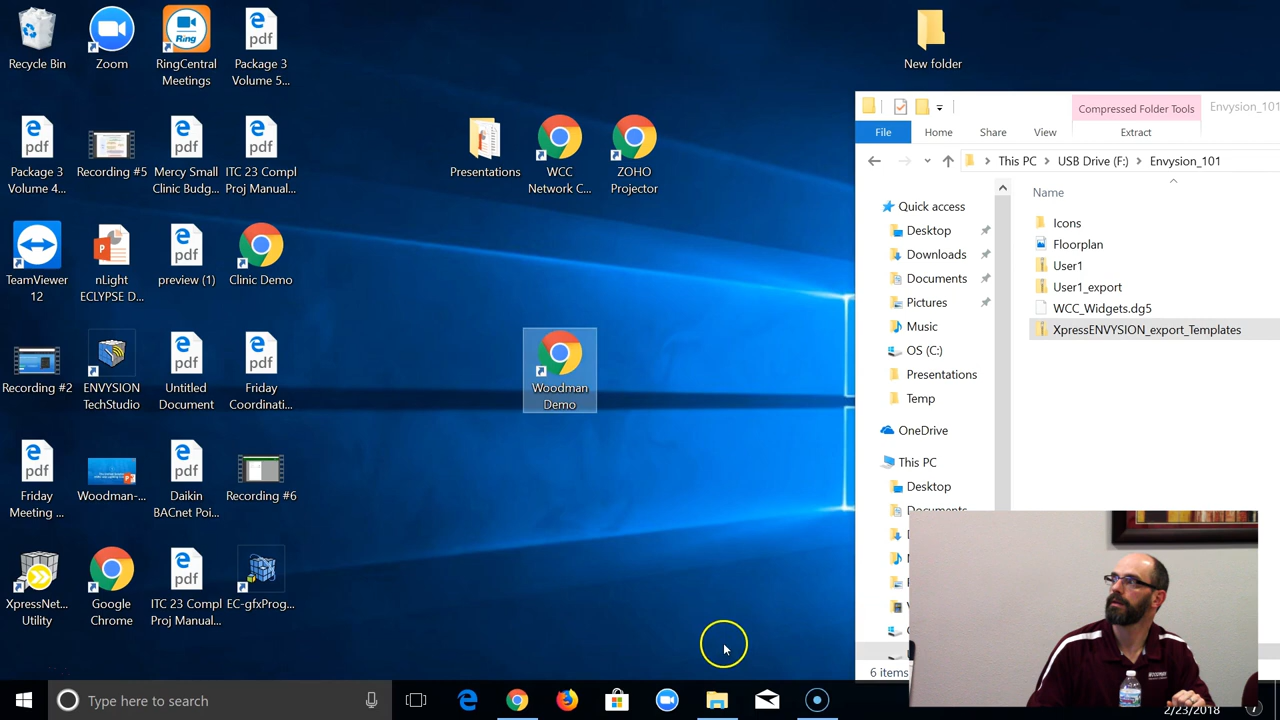 Recycle Bin
Zoom
Ring
RingCentral
Meetings
pdf
Package 3
Volume 5...
New folder
pdf
Package 3
Volume 4...
Recording #5
pdf
Mercy Small
Clinic Budg...
pdf
ITC 23 Compl
Proj Manual...
Presentations
WCC
Network C...
ZOHO
Projector
TeamViewer
12
nLight
ECLYPSE D...
pdf
preview (1)
Clinic Demo
Recording #2
ENVYSION
TechStudio
pdf
Untitled
Document
pdf
Friday
Coordinati...
Woodman
Demo
pdf
Friday
Meeting ...
Woodman-...
pdf
Daikin
BACnet Poi...
Recording #6
XpressNet...
Utility
Google
Chrome
pdf
ITC 23 Compl
Proj Manual...
EC-gfxProg...
Compressed Folder Tools
Envysion_101
File
Home
Share
View
Extract
This PC
USB Drive (F:)
Envysion_101
Name
Quick access
Desktop
Downloads
Documents
Pictures
Music
OS (C:)
Presentations
Temp
OneDrive
This PC
Desktop
Documents
Icons
Floorplan
User1
User1_export
WCC_Widgets.dg5
XpressENVYSION_export_Templates
6 items
WOODMAN
Type here to search
2/23/2018